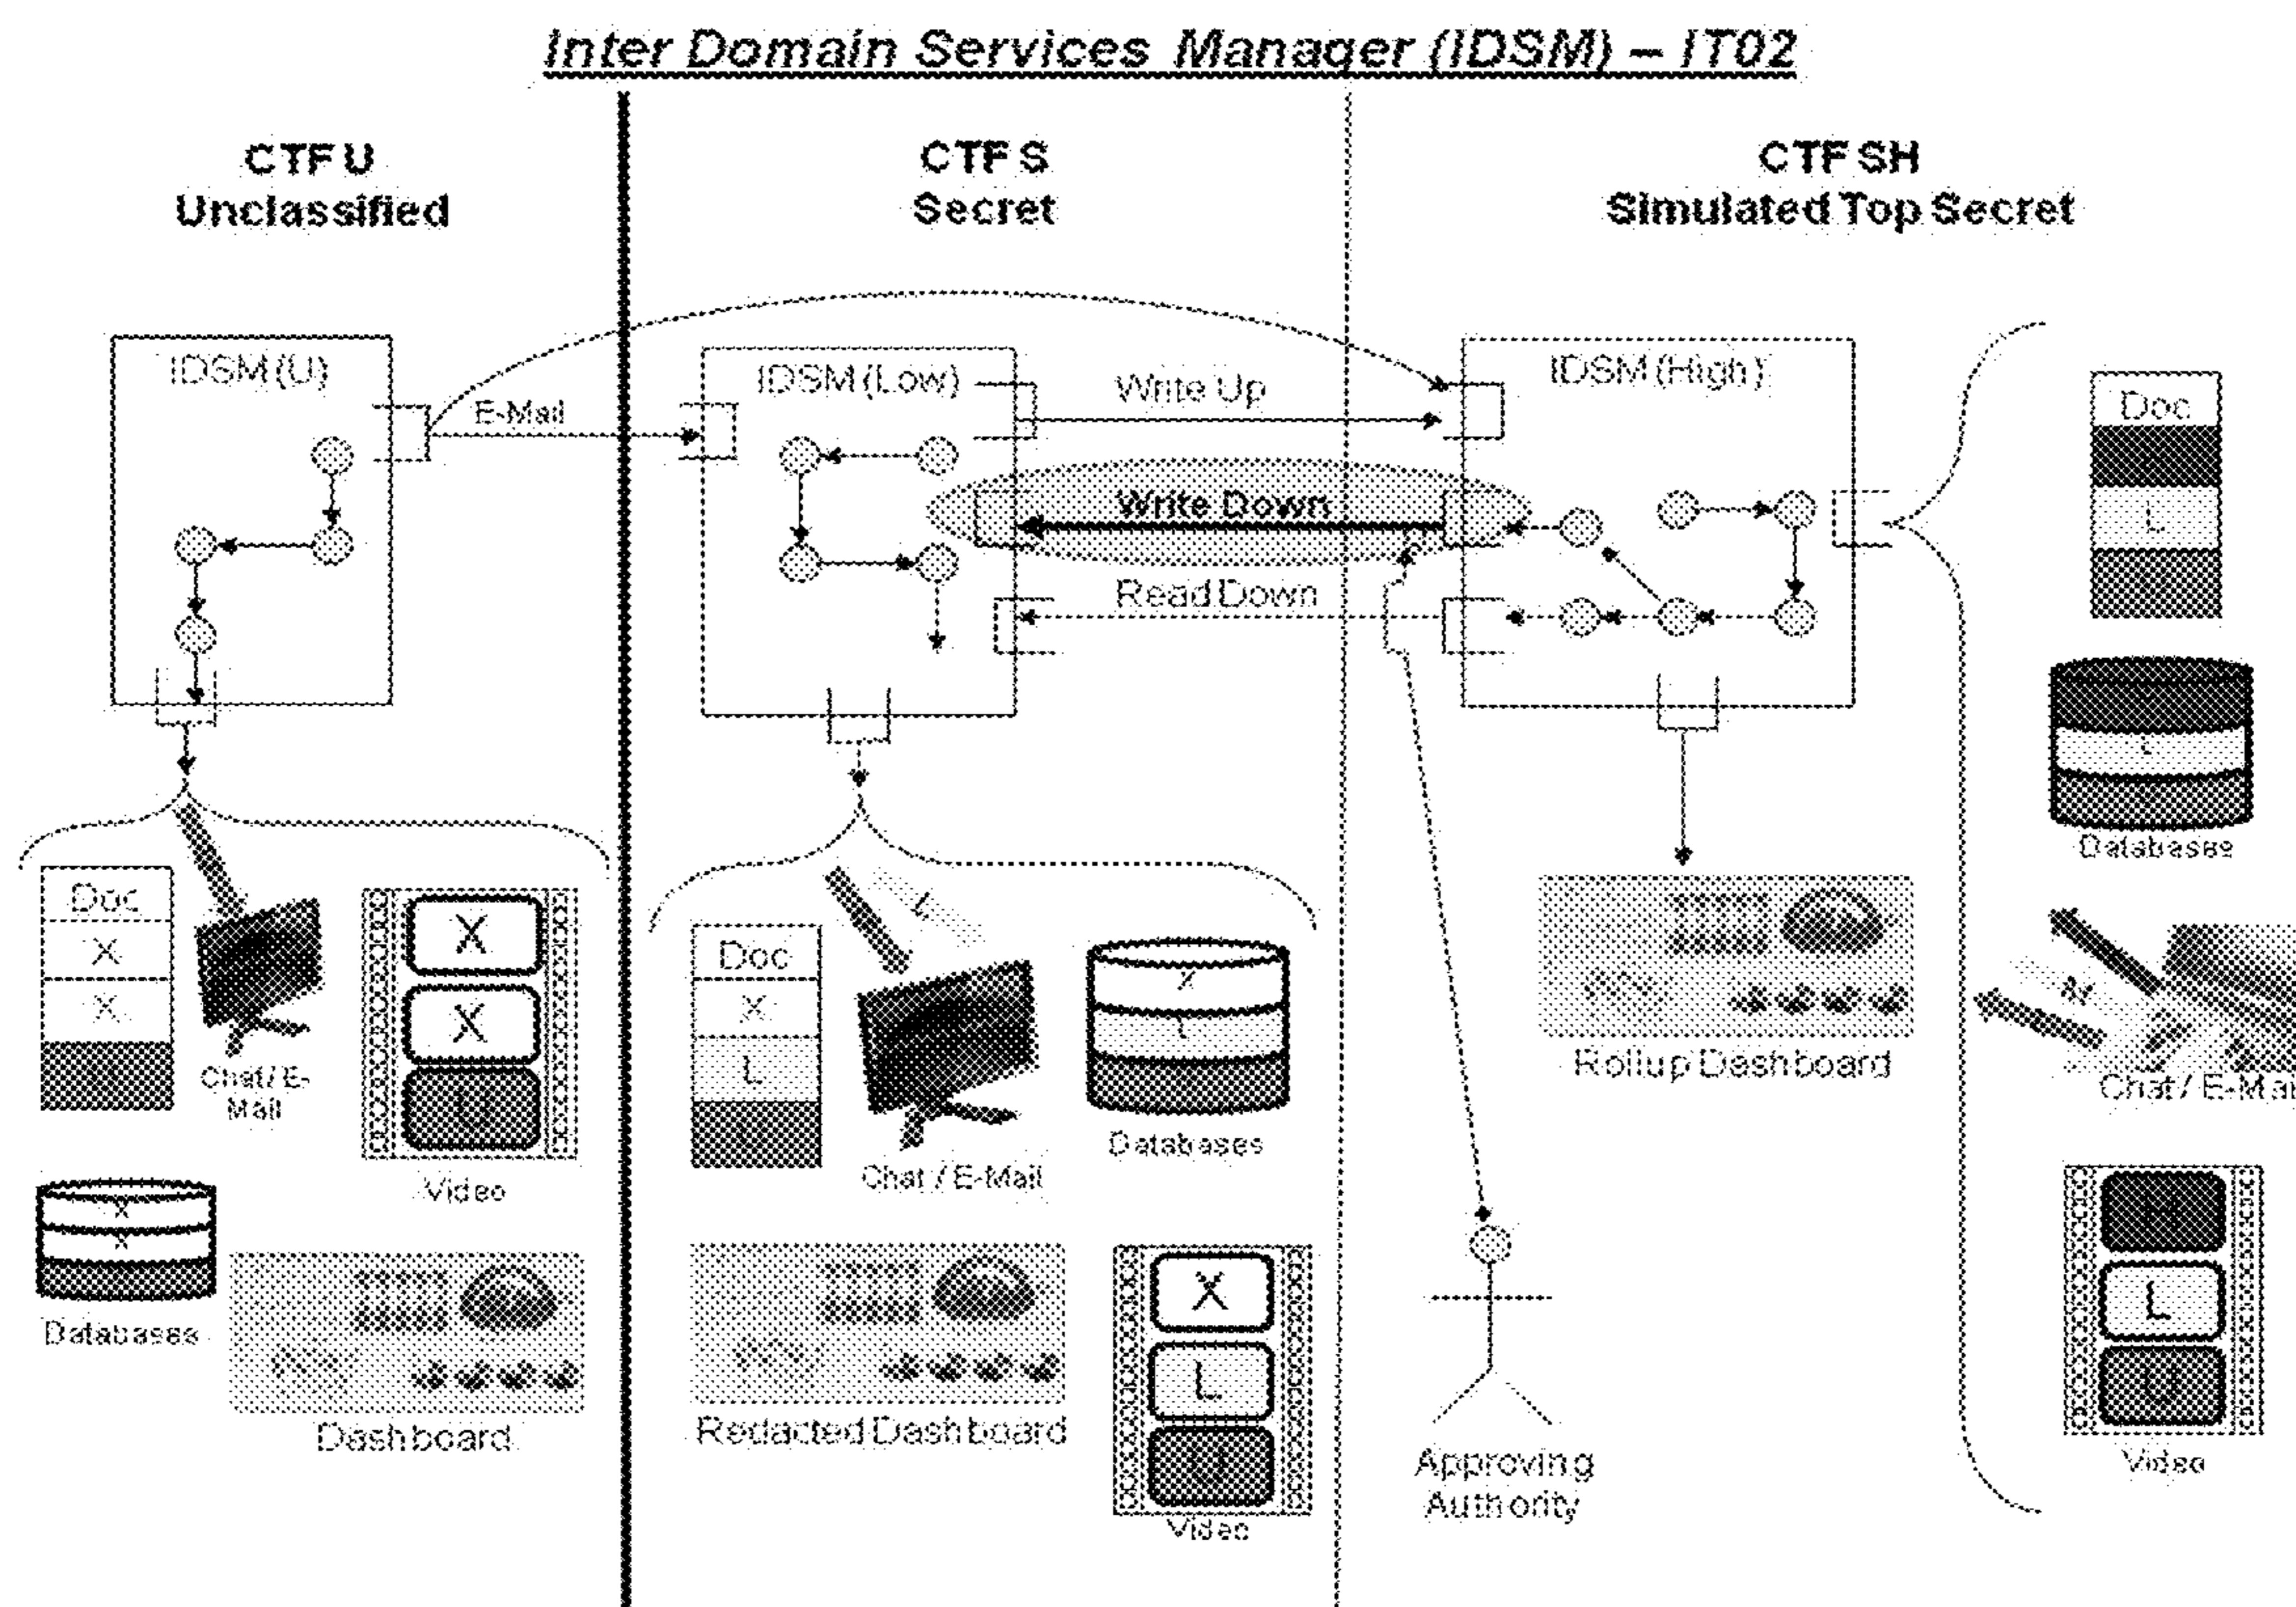 Inter Domain Services Manager (IDSM) – IT02
CTF U
Unclassified
CTF S
Secret
CTF SH
Simulated Top Secret
IDSM (U)
E-Mail
IDSM (Low)
Write Up
Write Down
Read Down
IDSM (High)
Doc
L
L
Databases
Chat / E-Mail
H
L
U
Video
Rollup Dashboard
Approving
Authority
Doc
X
X
Chat / E-
Mail
X
X
U
Video
X
X
Databases
Dashboard
Doc
X
L
L
Chat / E-Mail
X
L
Databases
Redacted Dashboard
X
L
U
Video